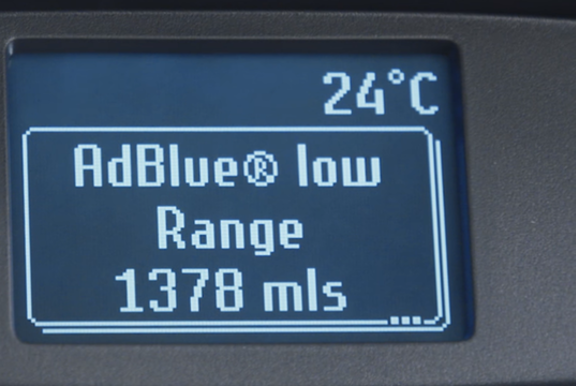 24°C
AdBlue® low
Range
1378 mls
...